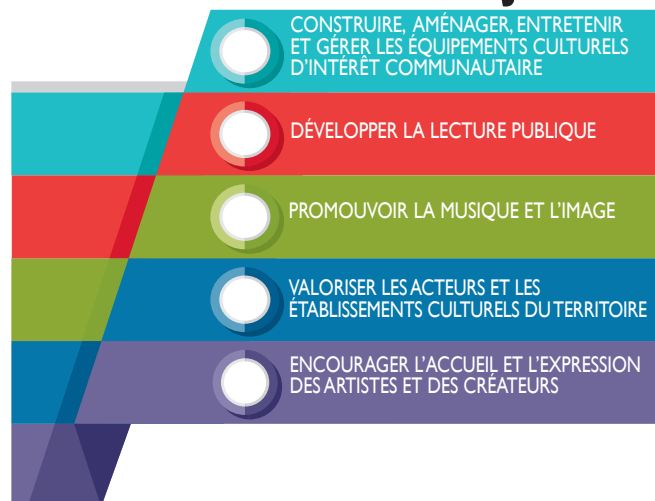 CONSTRUIRE, AMÉNAGER, ENTRETENIR
ET GÉRER LES ÉQUIPEMENTS CULTURELS
D'INTÉRÊT COMMUNAUTAIRE
DÉVELOPPER LA LECTURE PUBLIQUE
PROMOUVOIR LA MUSIQUE ET L'IMAGE
VALORISER LES ACTEURS ET LES
ÉTABLISSEMENTS CULTURELS DU TERRITOIRE
ENCOURAGER L'ACCUEIL ET L'EXPRESSION
DES ARTISTES ET DES CRÉATEURS